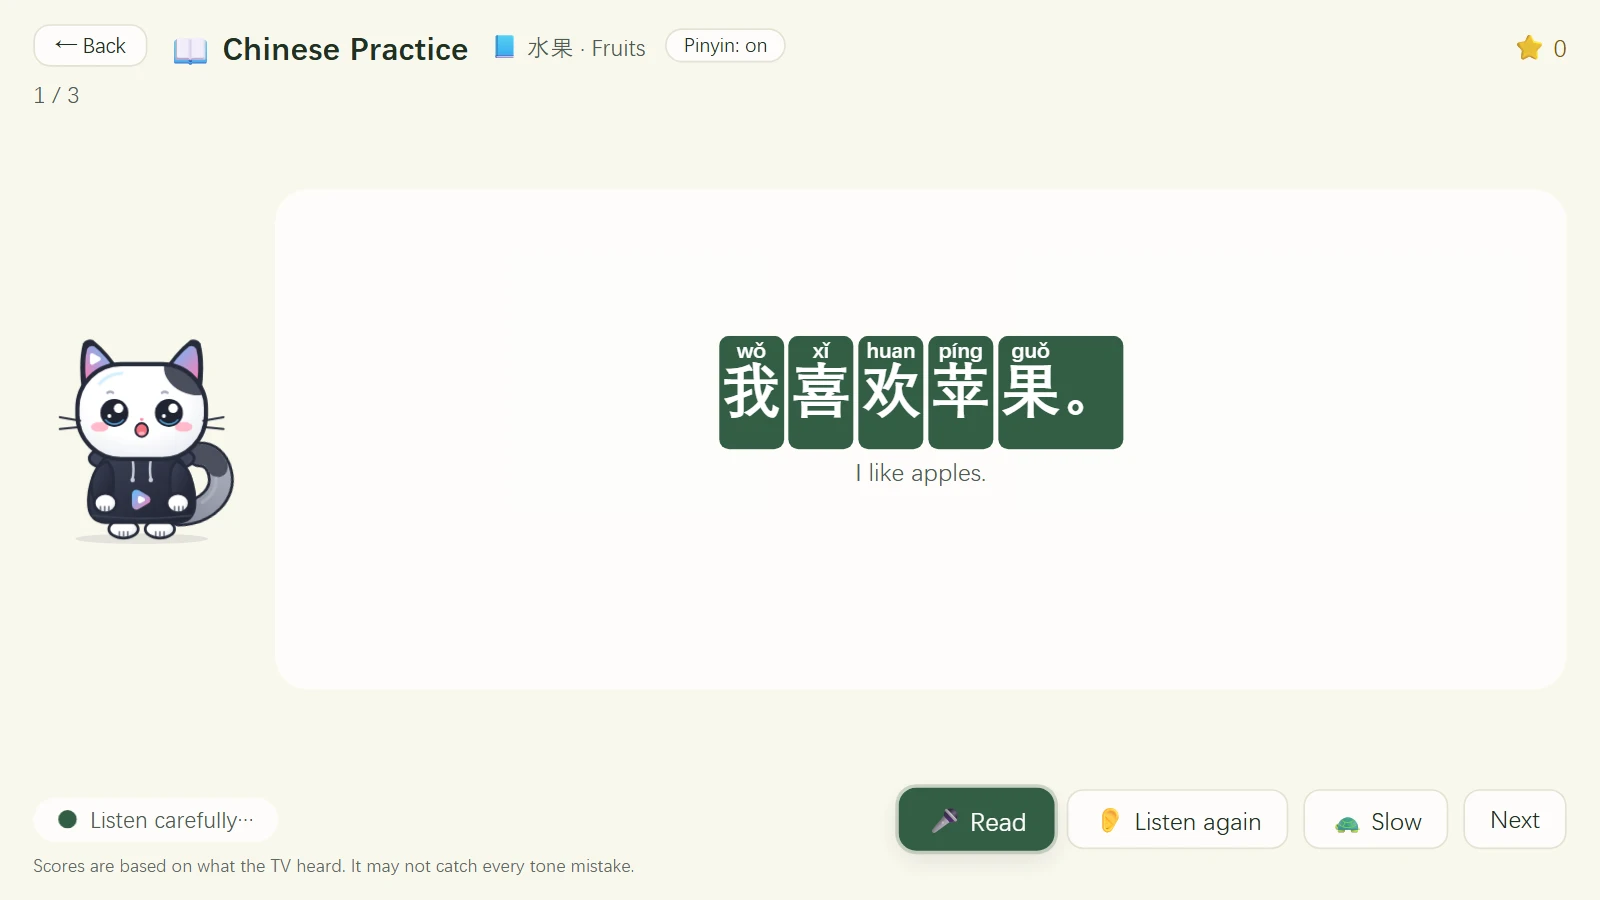 ← Back
Chinese Practice
水果 · Fruits
Pinyin: on
0
1 / 3
wǒ xǐ huan píng guǒ
我喜欢苹果。
I like apples.
Listen carefully···
Read
Listen again
Slow
Next
Scores are based on what the TV heard. It may not catch every tone mistake.